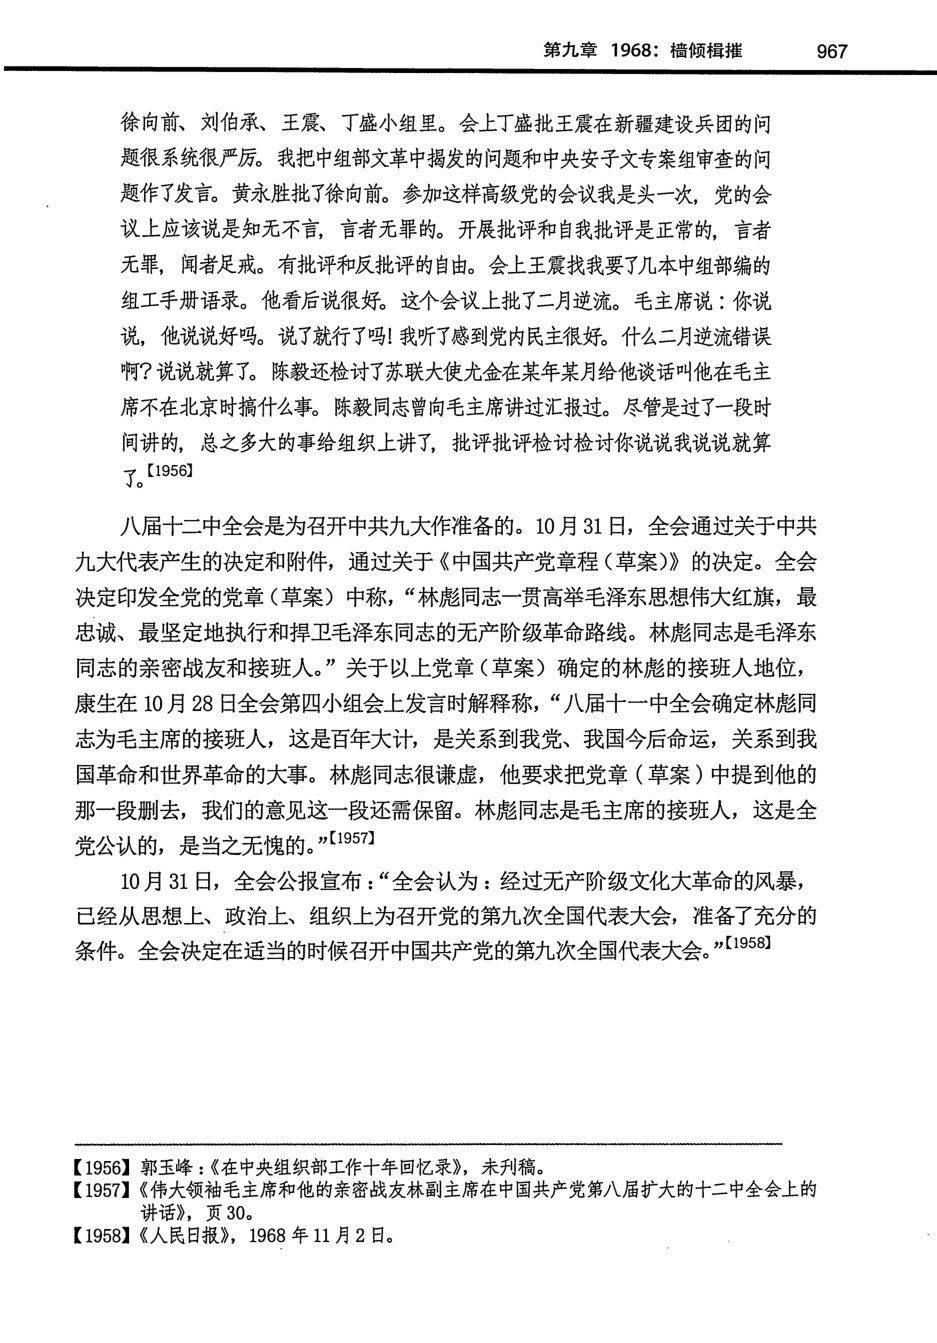 第九章 1968：樯倾楫摧 967
徐向前、刘伯承、王震、丁盛小组里。会上丁盛批王震在新疆建设兵团的问
题很系统很严厉。我把中组部文革中揭发的问题和中央安子文专案组审查的问
题作了发言。黄永胜批了徐向前。参加这样高级党的会议我是头一次，党的会
议上应该说是知无不言，言者无罪的。开展批评和自我批评是正常的，言者
无罪，闻者足戒。有批评和反批评的自由。会上王震找我要了几本中组部编的
组工手册语录。他看后说很好。这个会议上批了二月逆流。毛主席说：你说
说，他说说好吗。说了就行了吗！我听了感到党内民主很好。什么二月逆流错误
啊？说说就算了。陈毅还检讨了苏联大使尤金在某年某月给他谈话叫他在毛主
席不在北京时搞什么事。陈毅同志曾向毛主席讲过汇报过。尽管是过了一段时
间讲的，总之多大的事给组织上讲了，批评批评检讨检讨你说说我说说就算
了。【1956】
八届十二中全会是为召开中共九大作准备的。10 月 31 日，全会通过关于中共
九大代表产生的决定和附件，通过关于《中国共产党章程（草案）》的决定。全会
决定印发全党的党章（草案）中称，“林彪同志一贯高举毛泽东思想伟大红旗，最
忠诚、最坚定地执行和捍卫毛泽东同志的无产阶级革命路线。林彪同志是毛泽东
同志的亲密战友和接班人。”关于以上党章（草案）确定的林彪的接班人地位，
康生在 10 月 28 日全会第四小组会上发言时解释称，“八届十一中全会确定林彪同
志为毛主席的接班人，这是百年大计，是关系到我党、我国今后命运，关系到我
国革命和世界革命的大事。林彪同志很谦虚，他要求把党章（草案）中提到他的
那一段删去，我们的意见这一段还需保留。林彪同志是毛主席的接班人，这是全
党公认的，是当之无愧的。”【1957】
10 月 31 日，全会公报宣布：“全会认为：经过无产阶级文化大革命的风暴，
已经从思想上、政治上、组织上为召开党的第九次全国代表大会，准备了充分的
条件。全会决定在适当的时候召开中国共产党的第九次全国代表大会。”【1958】
【1956】郭玉峰：《在中央组织部工作十年回忆录》，未刊稿。
【1957】《伟大领袖毛主席和他的亲密战友林副主席在中国共产党第八届扩大的十二中全会上的
讲话》，页 30。
【1958】《人民日报》，1968 年 11 月 2 日。